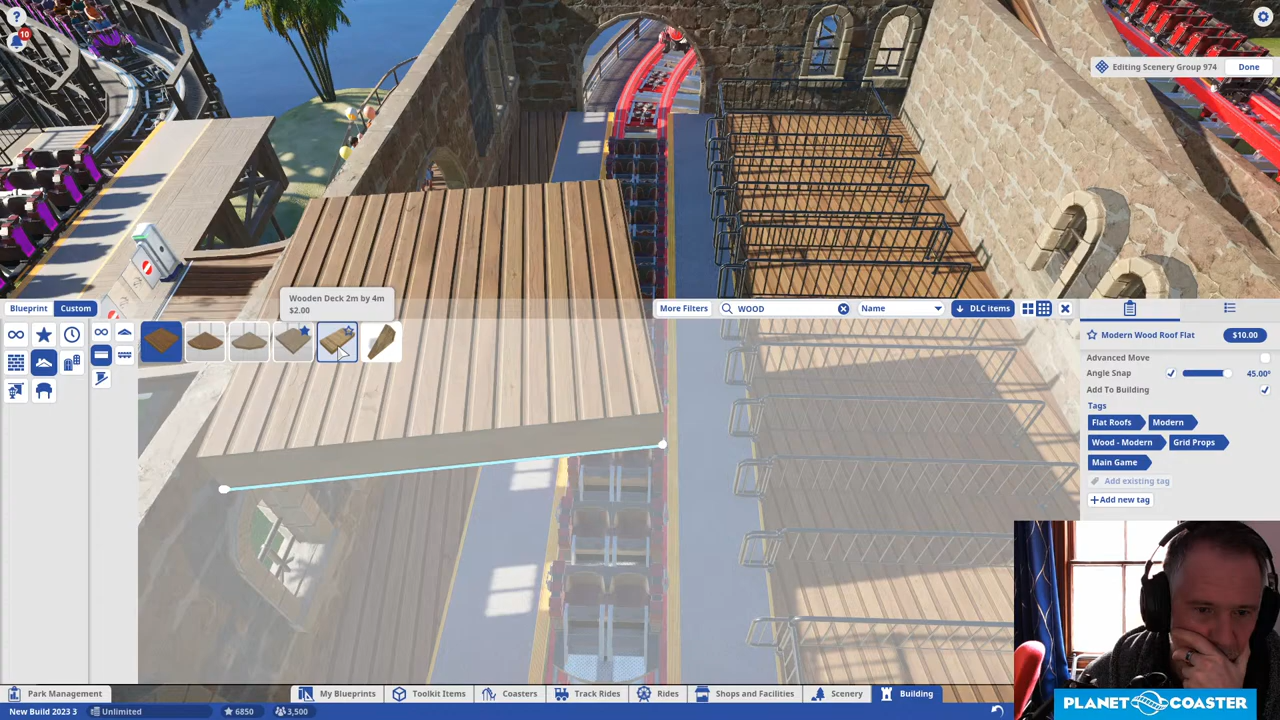 ?
10
Editing Scenery Group 974
Done
Wooden Deck 2m by 4m
$2.00
Blueprint
Custom
More Filters
WOOD
Name
DLC items
Modern Wood Roof Flat
$10.00
Advanced Move
Angle Snap
45.00°
Add To Building
Tags
Flat Roofs
Modern
Wood - Modern
Grid Props
Main Game
Add existing tag
+Add new tag
Park Management
My Blueprints
Toolkit Items
Coasters
Track Rides
Rides
Shops and Facilities
Scenery
Building
New Build 2023 3
Unlimited
6850
3,500
PLANET COASTER